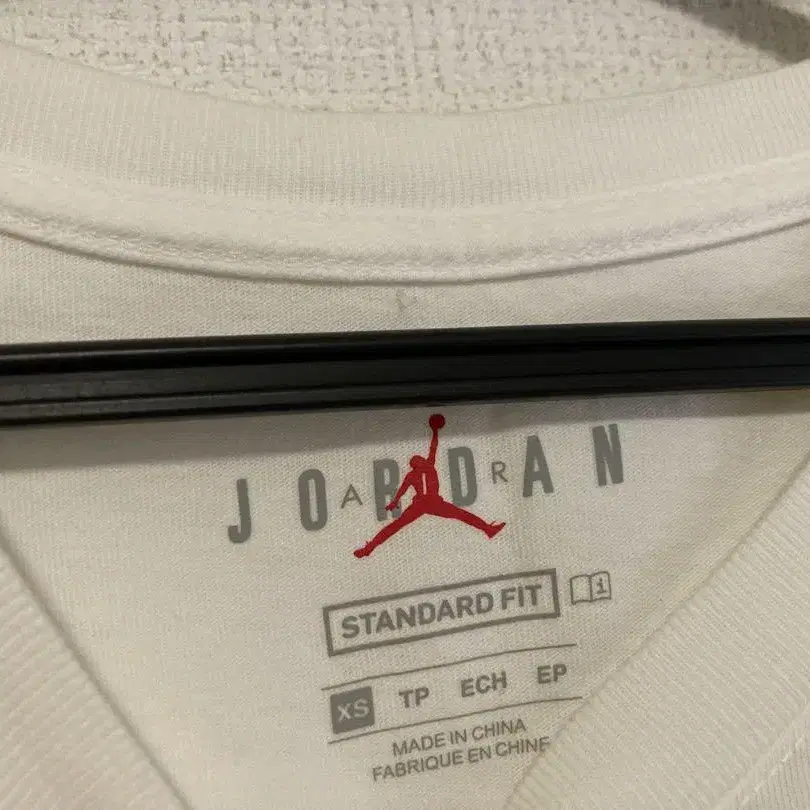 JORDAN
AIR
STANDARD FIT
XS TP ECH EP
MADE IN CHINA
FABRIQUE EN CHINE